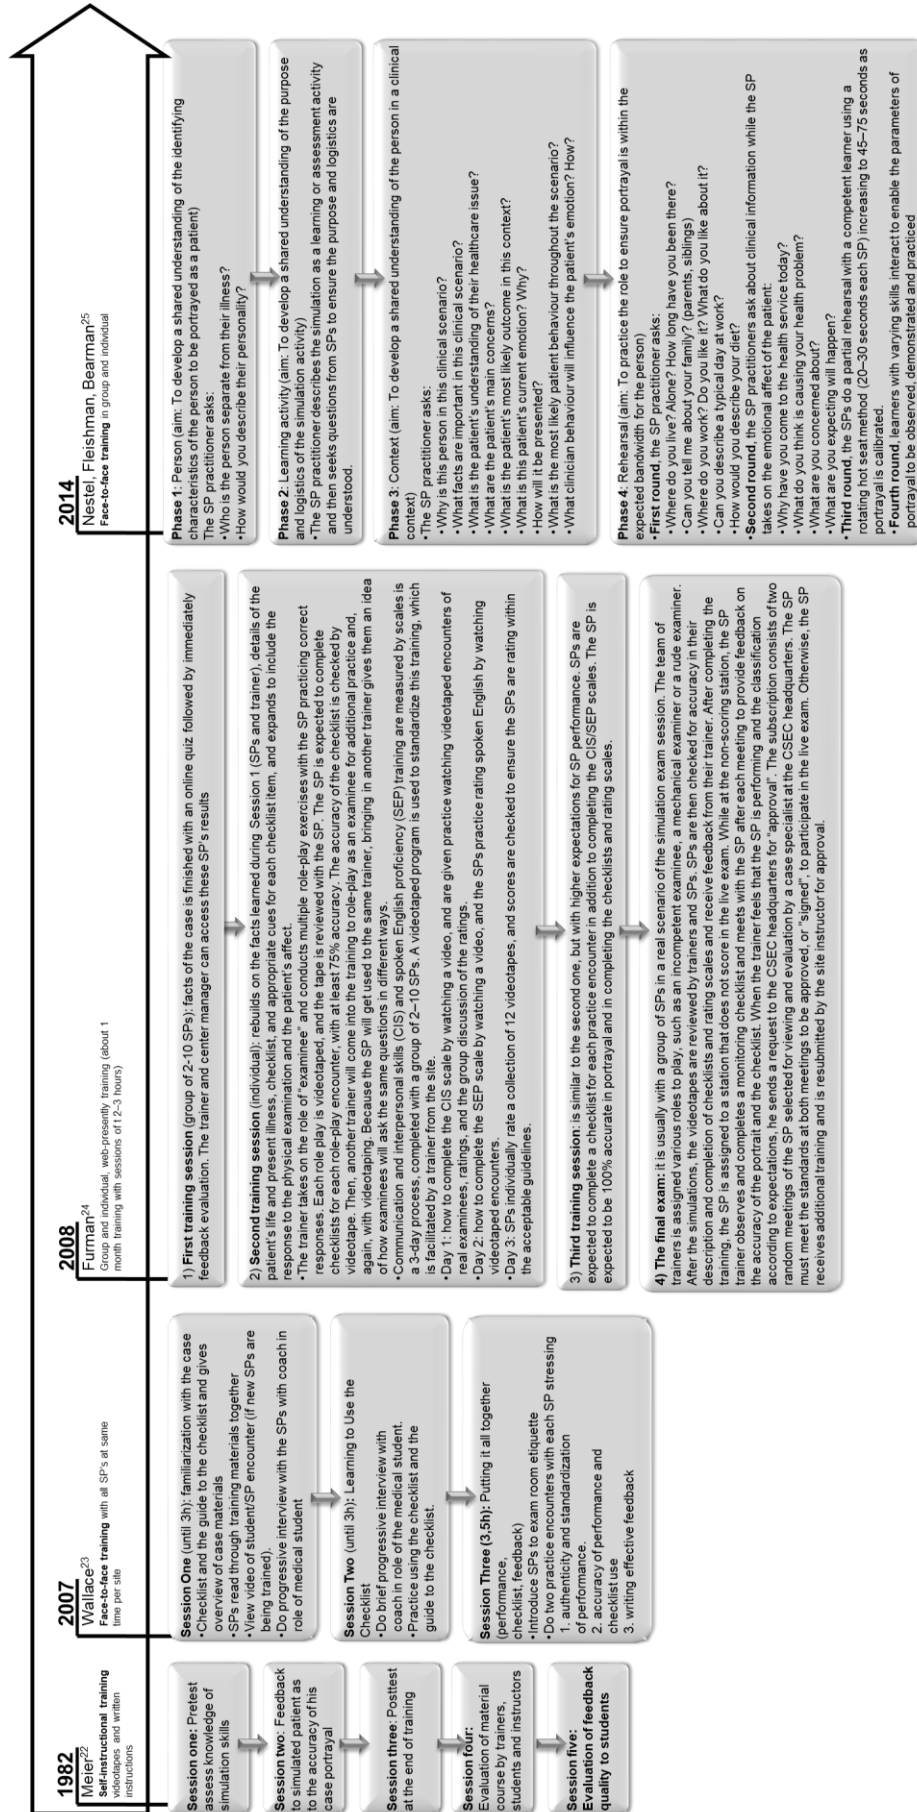 1982
Meier22
Self-instructional training
videotapes and written
instructions
Session one: Pretest
assess knowledge of
simulation skills
Session two: Feedback
to simulated patient as
to the accuracy of his
case portrayal
Session three: Posttest
at the end of training
Session four:
Evaluation of material
course by trainers,
students and instructors
Session five:
Evaluation of feedback
quality to students
2007
Wallace23
Face-to-face training with all SP's at same
time per site
Session One (until 3h): familiarization with the case
•Checklist and the guide to the checklist and gives
overview of case materials
•SPs read through training materials together
•View video of student/SP encounter (if new SPs are
being trained).
•Do progressive interview with the SPs with coach in
role of medical student
Session Two (until 3h): Learning to Use the
Checklist
•Do brief progressive interview with
coach in role of the medical student.
•Practice using the checklist and the
guide to the checklist.
Session Three (3,5h): Putting it all together
(performance,
checklist, feedback)
•Introduce SPs to exam room etiquette
•Do two practice encounters with each SP stressing
1. authenticity and standardization
of performance.
2. accuracy of performance and
checklist use
3. writing effective feedback
2008
Furman24
Group and individual, web-presently training (about 1
month training with sessions of t 2–3 hours)
1) First training session (group of 2-10 SPs): facts of the case is finished with an online quiz followed by immediately
feedback evaluation. The trainer and center manager can access these SP's results
2) Second training session (individual): rebuilds on the facts learned during Session 1 (SPs and trainer), details of the
patient's life and present illness, checklist, and appropriate cues for each checklist item, and expands to include the
response to the physical examination and the patient's affect.
•The trainer takes on the role of "examinee" and conducts multiple role-play exercises with the SP practicing correct
responses. Each role play is videotaped, and the tape is reviewed with the SP. The SP is expected to complete
checklists for each role-play encounter, with at least 75% accuracy. The accuracy of the checklist is checked by
videotape. Then, another trainer will come into the training to role-play as an examinee for additional practice and,
again, with videotaping. Because the SP will get used to the same trainer, bringing in another trainer gives them an idea
of how examinees will ask the same questions in different ways.
•Communication and interpersonal skills (CIS) and spoken English proficiency (SEP) training are measured by scales is
a 3-day process, completed with a group of 2–10 SPs. A videotaped program is used to standardize this training, which
is facilitated by a trainer from the site.
•Day 1: how to complete the CIS scale by watching a video, and are given practice watching videotaped encounters of
real examinees, ratings, and the group discussion of the ratings.
•Day 2: how to complete the SEP scale by watching a video, and the SPs practice rating spoken English by watching
videotaped encounters.
•Day 3: SPs individually rate a collection of 12 videotapes, and scores are checked to ensure the SPs are rating within
the acceptable guidelines.
3) Third training session: is similar to the second one, but with higher expectations for SP performance. SPs are
expected to complete a checklist for each practice encounter in addition to completing the CIS/SEP scales. The SP is
expected to be 100% accurate in portrayal and in completing the checklists and rating scales.
4) The final exam: it is usually with a group of SPs in a real scenario of the simulation exam session. The team of
trainers is assigned various roles to play, such as an incompetent examinee, a mechanical examiner or a rude examiner.
After the simulations, the videotapes are reviewed by trainers and SPs. SPs are then checked for accuracy in their
description and completion of checklists and rating scales and receive feedback from their trainer. After completing the
training, the SP is assigned to a station that does not score in the live exam. While at the non-scoring station, the SP
trainer observes and completes a monitoring checklist and meets with the SP after each meeting to provide feedback on
the accuracy of the portrait and the checklist. When the trainer feels that the SP is performing and the classification
according to expectations, he sends a request to the CSEC headquarters for "approval". The subscription consists of two
random meetings of the SP selected for viewing and evaluation by a case specialist at the CSEC headquarters. The SP
must meet the standards at both meetings to be approved, or "signed", to participate in the live exam. Otherwise, the SP
receives additional training and is resubmitted by the site instructor for approval.
2014
Nestel, Fleishman, Bearman25
Face-to-face training in group and individual
Phase 1: Person (aim: To develop a shared understanding of the identifying
characteristics of the person to be portrayed as a patient)
The SP practitioner asks:
•Who is the person separate from their illness?
•How would you describe their personality?
Phase 2: Learning activity (aim: To develop a shared understanding of the purpose
and logistics of the simulation activity)
•The SP practitioner describes the simulation as a learning or assessment activity
and then seeks questions from SPs to ensure the purpose and logistics are
understood.
Phase 3: Context (aim: To develop a shared understanding of the person in a clinical
context)
•The SP practitioner asks:
•Why is this person in this clinical scenario?
•What facts are important in this clinical scenario?
•What is the patient's understanding of their healthcare issue?
•What are the patient's main concerns?
•What is the patient's most likely outcome in this context?
•What is this patient's current emotion? Why?
•How will it be presented?
•What is the most likely patient behaviour throughout the scenario?
•What clinician behaviour will influence the patient's emotion? How?
Phase 4: Rehearsal (aim: To practice the role to ensure portrayal is within the
expected bandwidth for the person)
•First round, the SP practitioner asks:
•Where do you live? Alone? How long have you been there?
•Can you tell me about your family? (parents, siblings)
•Where do you work? Do you like it? What do you like about it?
•Can you describe a typical day at work?
•How would you describe your diet?
•Second round, the SP practitioners ask about clinical information while the SP
takes on the emotional affect of the patient:
•Why have you come to the health service today?
•What do you think is causing your health problem?
•What are you concerned about?
•What are you expecting will happen?
•Third round, the SPs do a partial rehearsal with a competent learner using a
rotating hot seat method (20–30 seconds each SP) increasing to 45–75 seconds as
portrayal is calibrated.
•Fourth round, learners with varying skills interact to enable the parameters of
portrayal to be observed, demonstrated and practiced